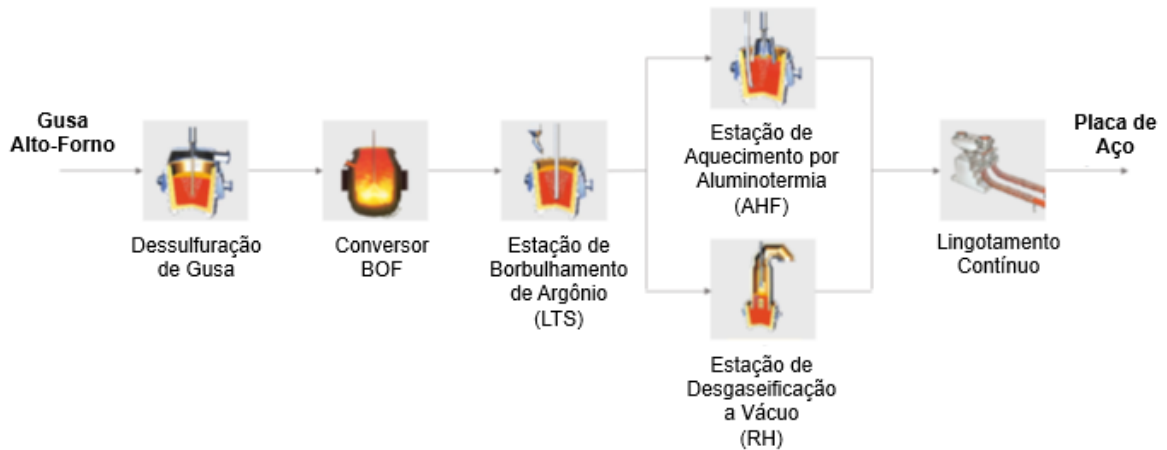 Gusa
Alto-Forno
Dessulfuração
de Gusa
Conversor
BOF
Estação de
Borbulhamento
de Argônio
(LTS)
Estação de
Aquecimento por
Aluminotermia
(AHF)
Estação de
Desgaseificação
a Vácuo
(RH)
Lingotamento
Contínuo
Placa de
Aço